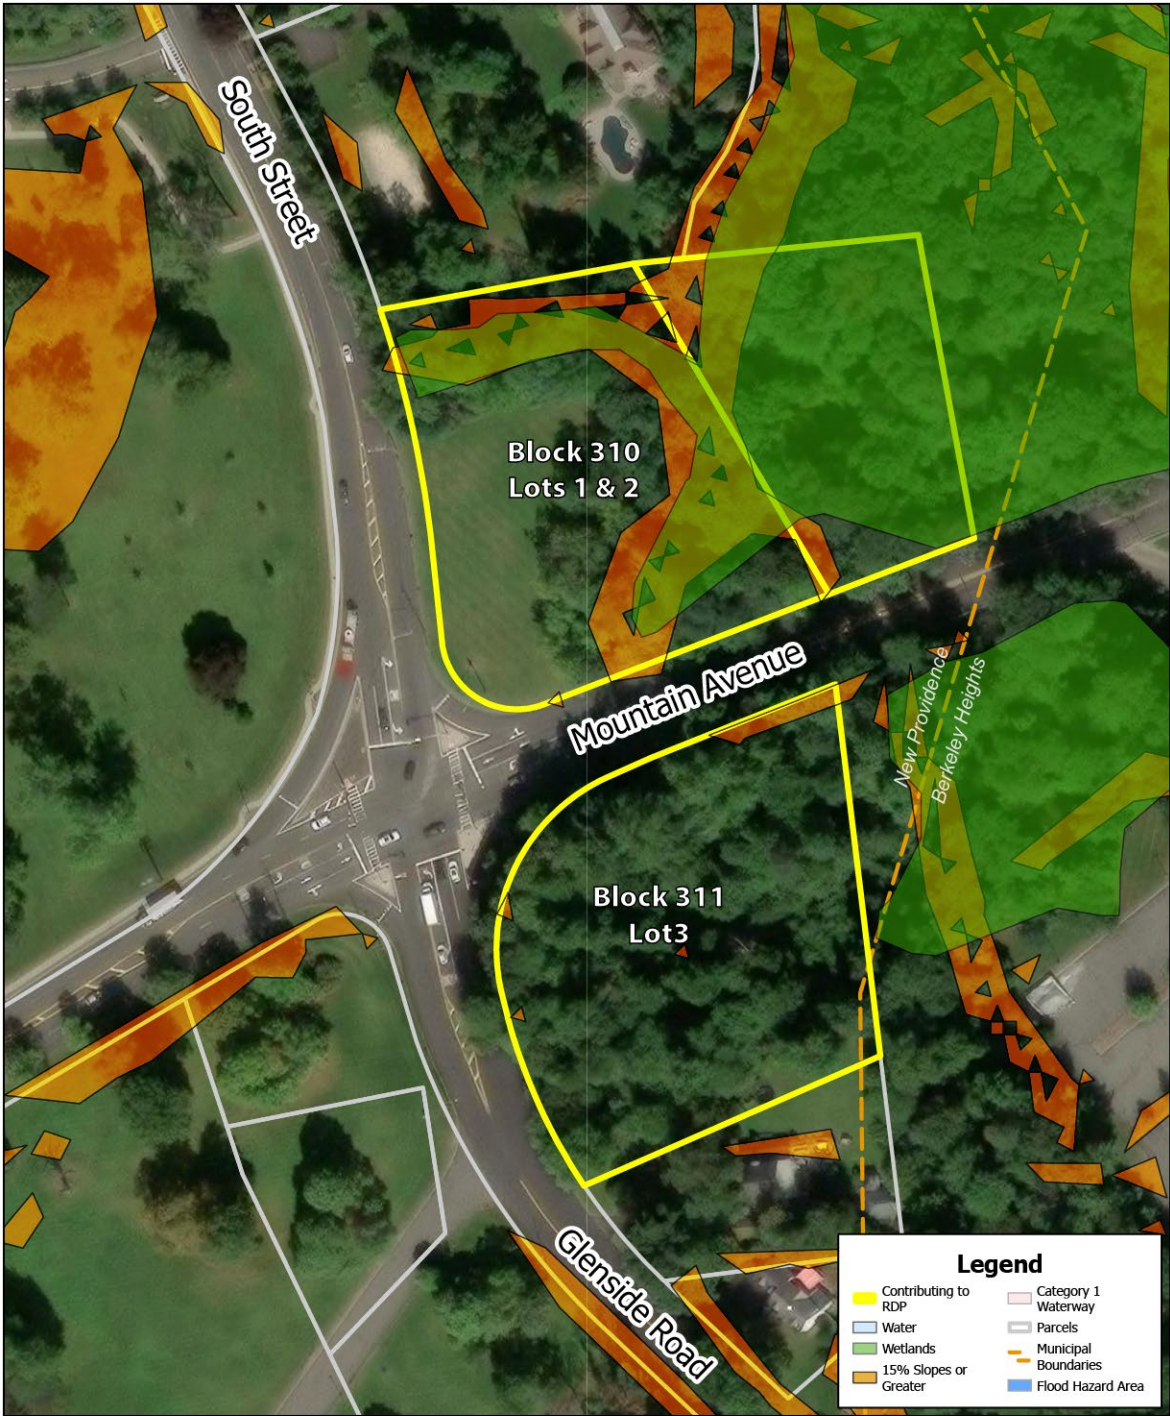 South Street
Block 310
Lots 1 & 2
Mountain Avenue
New Providence
Berkeley Heights
Block 311
Lot3
Glenside Road
Legend
Contributing to
RDP
Water
Wetlands
15% Slopes or
Greater
Category 1
Waterway
Parcels
Municipal
Boundaries
Flood Hazard Area